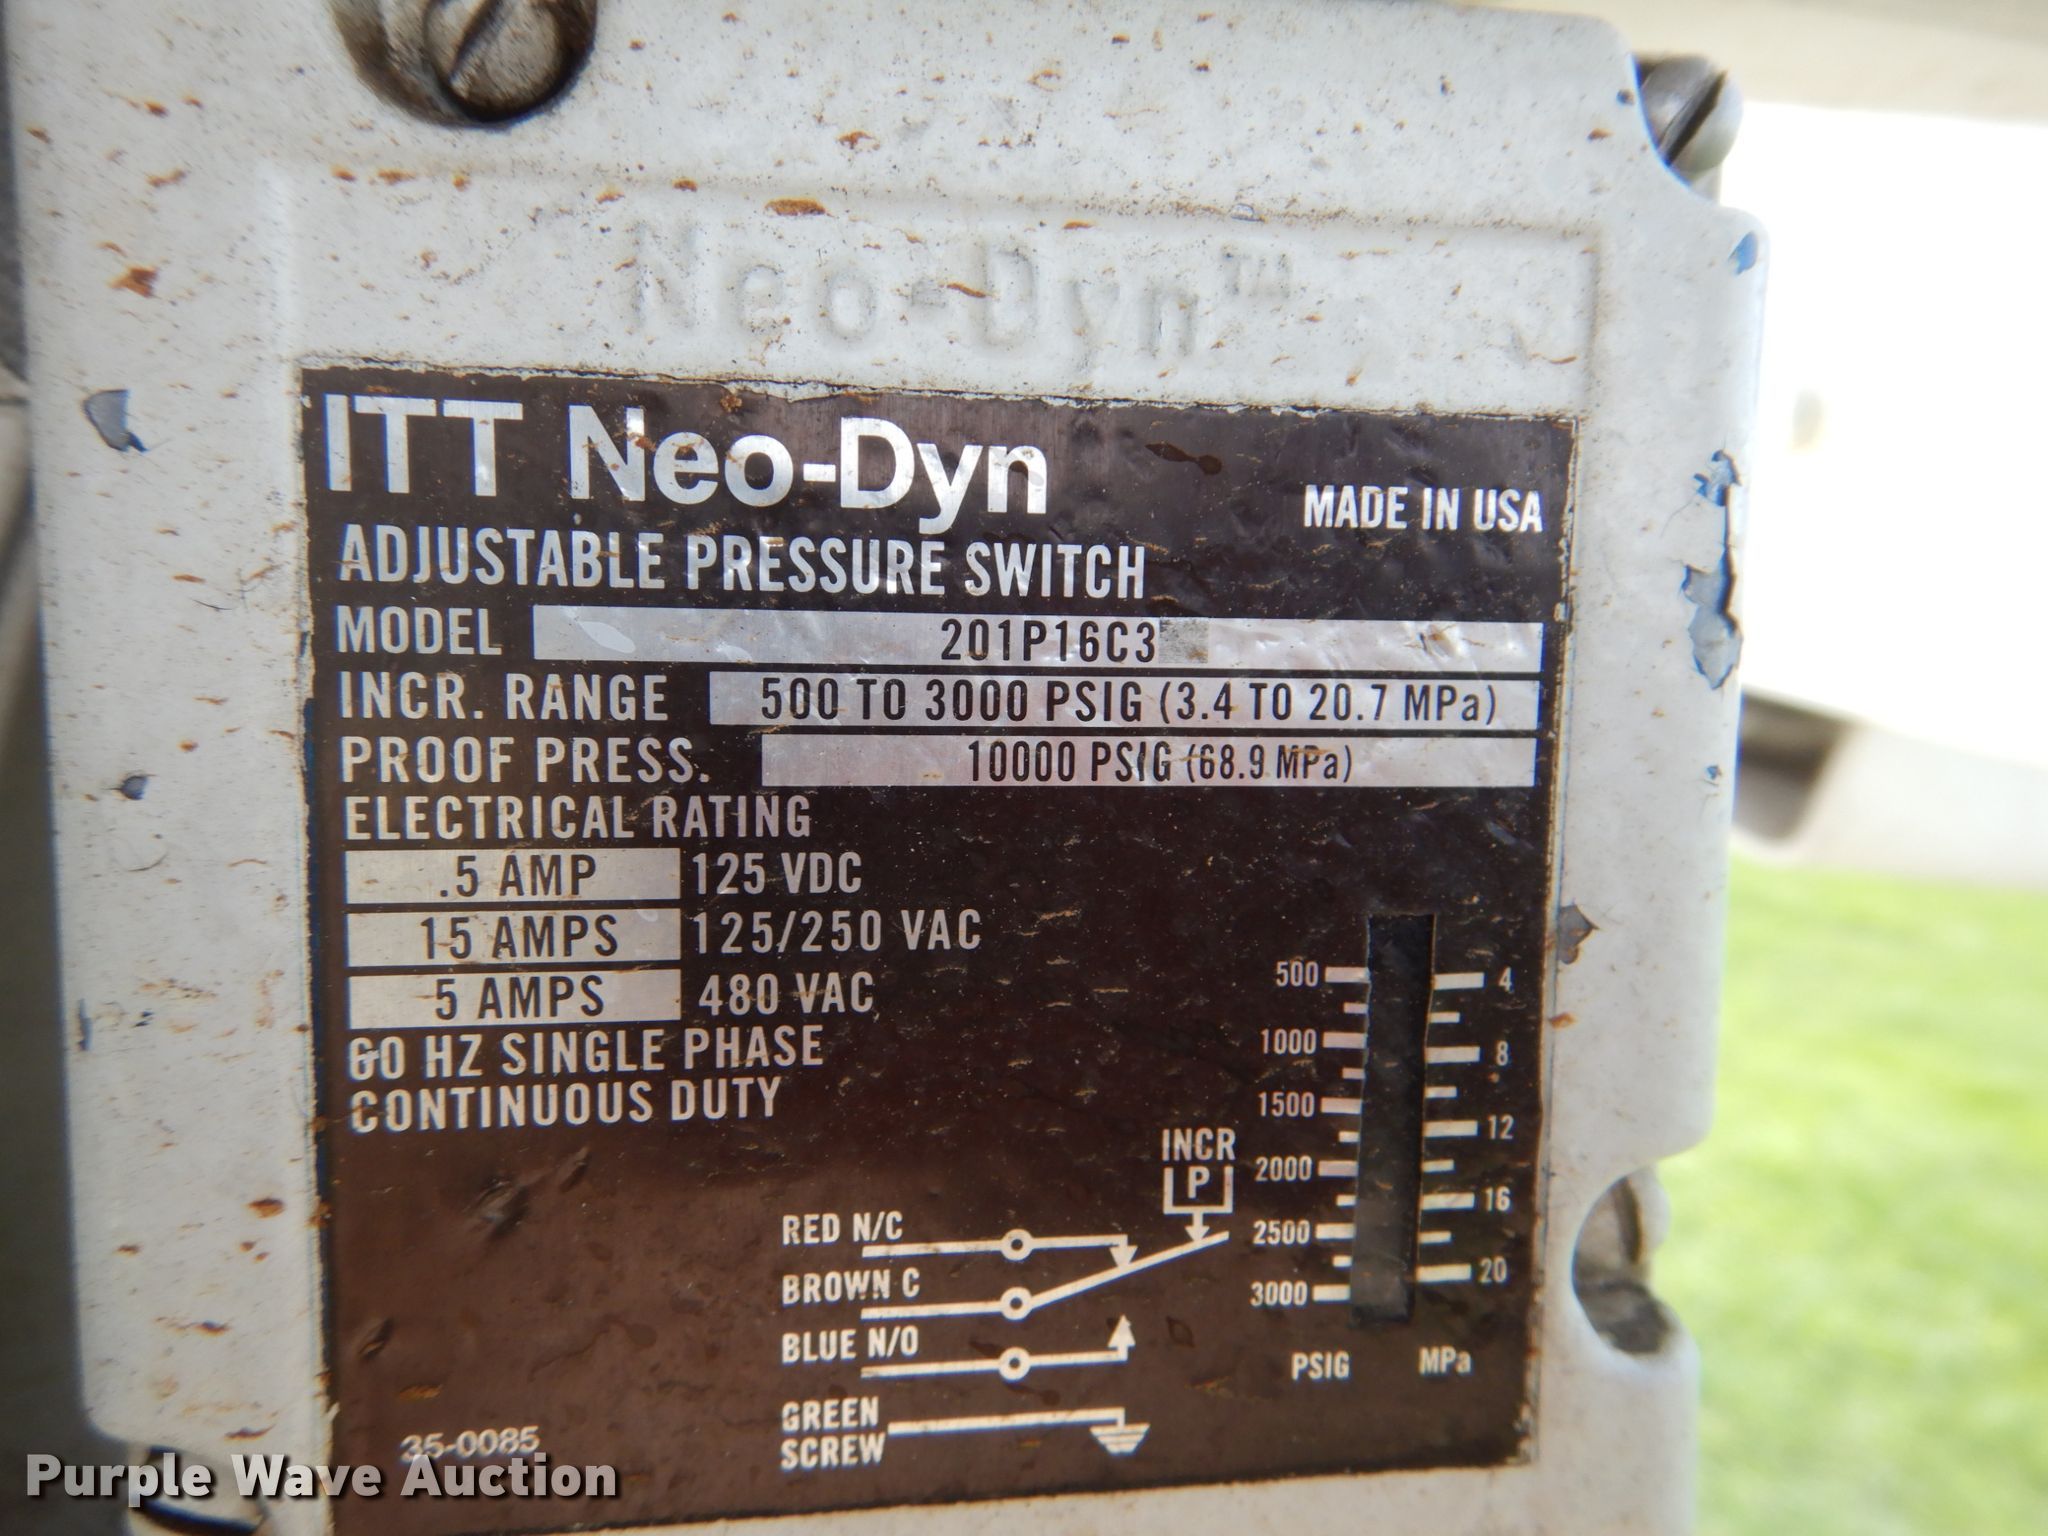 Neo-Dyn™
ITT Neo-Dyn
MADE IN USA
ADJUSTABLE PRESSURE SWITCH
MODEL 201P16C3
INCR. RANGE 500 TO 3000 PSIG (3.4 TO 20.7 MPa)
PROOF PRESS. 10000 PSIG (68.9 MPa)
ELECTRICAL RATING
.5 AMP 125 VDC
15 AMPS 125/250 VAC
5 AMPS 480 VAC
60 HZ SINGLE PHASE
CONTINUOUS DUTY
500 4
1000 8
1500 12
2000 16
2500 20
3000
PSIG MPa
INCR
P
RED N/C
BROWN C
BLUE N/O
GREEN
SCREW
35-0085
Purple Wave Auction